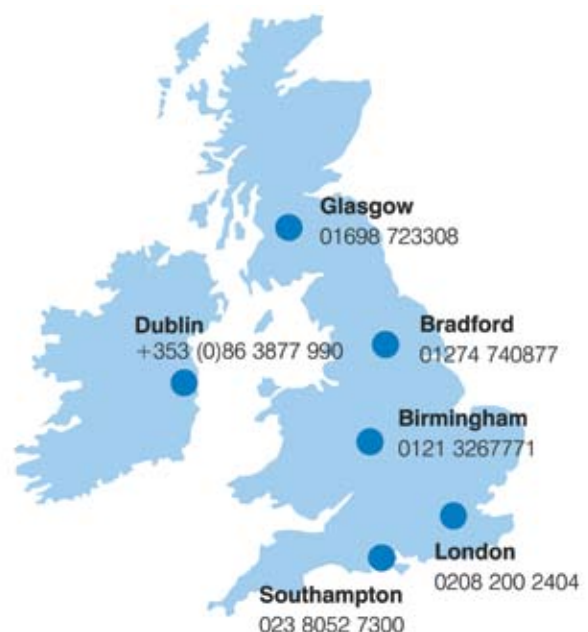 Glasgow
01698 723308
Dublin
+353 (0)86 3877 990
Bradford
01274 740877
Birmingham
0121 3267771
London
0208 200 2404
Southampton
023 8052 7300